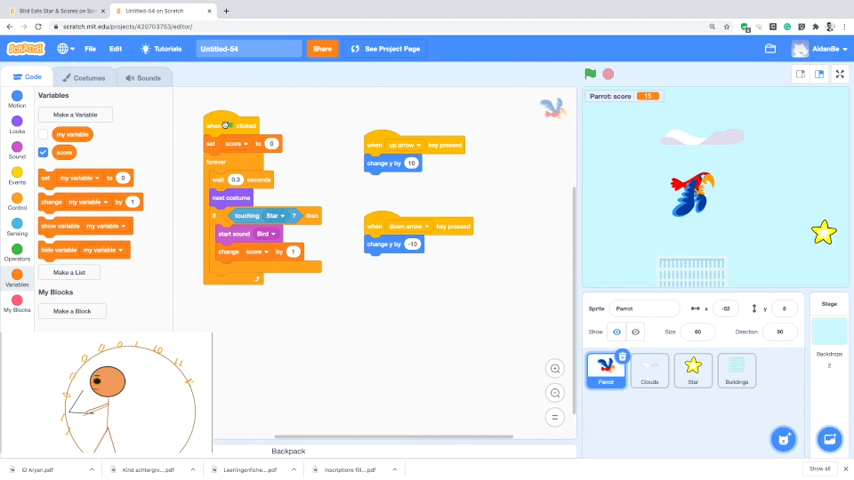 Bird Eats Star & Scores on Scr
Untitled-54 on Scratch
scratch.mit.edu/projects/420703783/editor/
SCRATCH
File
Edit
Tutorials
Untitled-54
Share
See Project Page
AidanBe
Code
Costumes
Sounds
Motion
Looks
Sound
Events
Control
Sensing
Operators
Variables
My Blocks
Variables
Make a Variable
my variable
score
set my variable to 0
change my variable by 1
show variable my variable
hide variable my variable
Make a List
My Blocks
Make a Block
when clicked
set score to 0
forever
wait 0.3 seconds
next costume
if touching Star ? then
start sound Bird
change score by 1
when up arrow key pressed
change y by 10
when down arrow key pressed
change y by -10
Parrot: score 15
Sprite Parrot x -52 y 8
Show Size 60 Direction 90
Parrot
Clouds
Star
Buildings
Stage
Backdrops
2
Backpack
ID Aryan.pdf
Kind achtergro....pdf
Leerlingenfiche....pdf
Inscriptions fillt....pdf
Show all